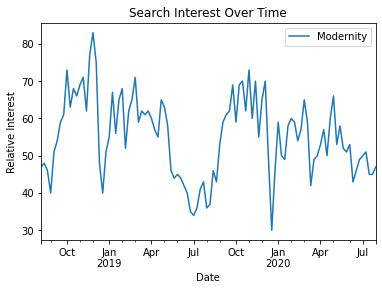 Search Interest Over Time
Modernity
Relative Interest
80
70
60
50
40
30
Oct
Jan
2019
Apr
Jul
Oct
Jan
2020
Apr
Jul
Date